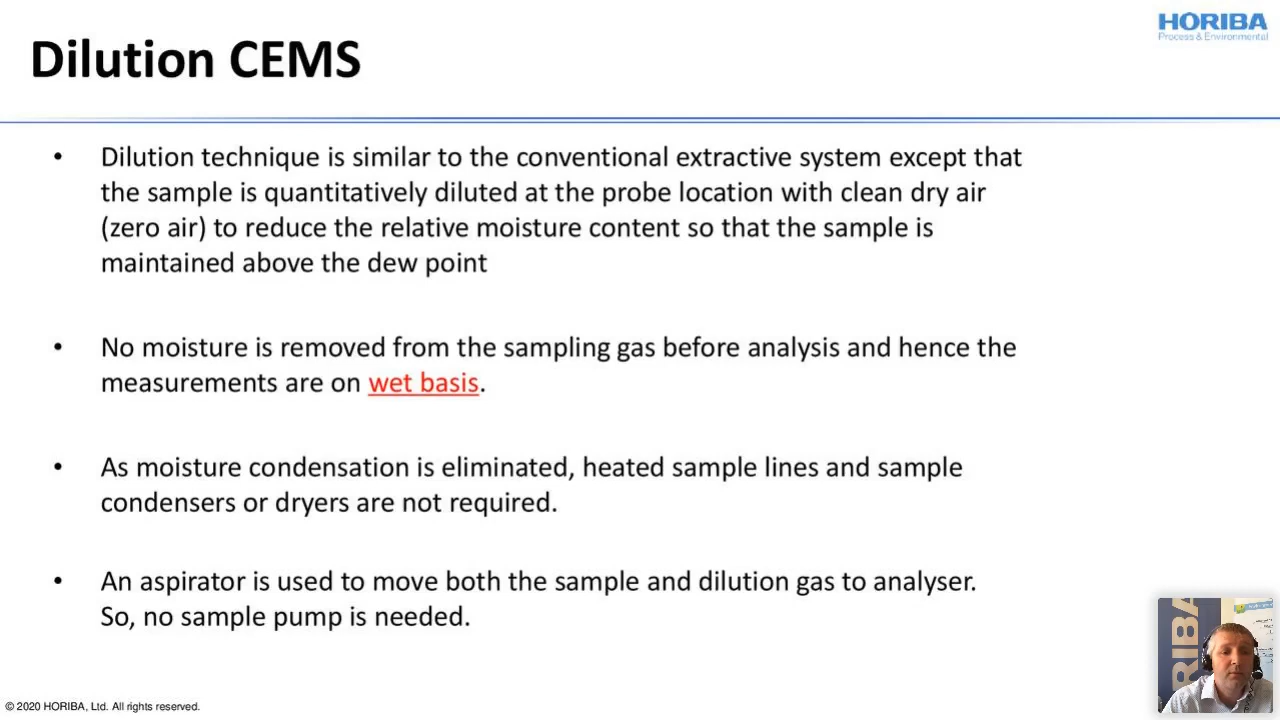 HORIBA
Process & Environmental
Dilution CEMS
• Dilution technique is similar to the conventional extractive system except that
the sample is quantitatively diluted at the probe location with clean dry air
(zero air) to reduce the relative moisture content so that the sample is
maintained above the dew point
• No moisture is removed from the sampling gas before analysis and hence the
measurements are on wet basis.
• As moisture condensation is eliminated, heated sample lines and sample
condensers or dryers are not required.
• An aspirator is used to move both the sample and dilution gas to analyser.
So, no sample pump is needed.
RIBA
© 2020 HORIBA, Ltd. All rights reserved.